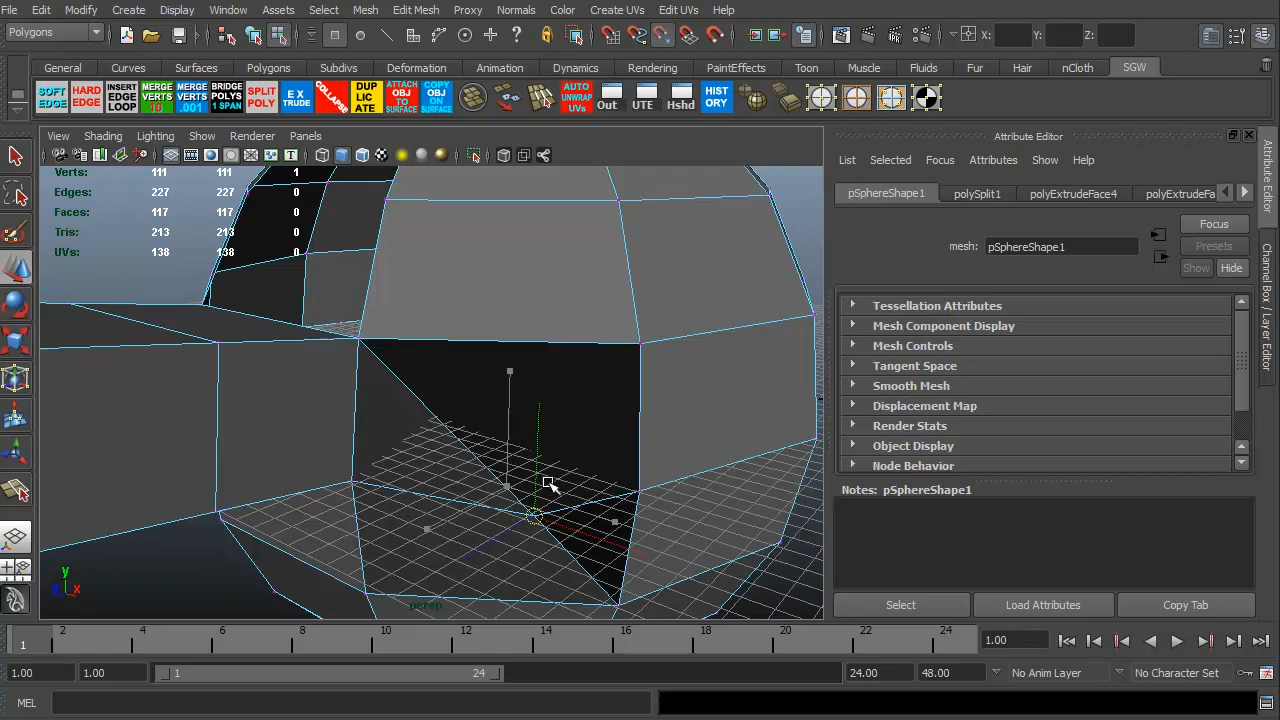 File Edit Modify Create Display Window Assets Select Mesh Edit Mesh Proxy Normals Color Create UVs Edit UVs Help
Polygons X: Y: Z:
General Curves Surfaces Polygons Subdivs Deformation Animation Dynamics Rendering PaintEffects Toon Muscle Fluids Fur Hair nCloth SGW
SOFT EDGE HARD EDGE INSERT EDGE LOOP MERGE VERTS 10 MERGE VERTS .001 BRIDGE POLYS 1 SPAN SPLIT POLY EX TRUDE COLLAPSE DUP LIC ATE ATTACH OBJ TO SURFACE COPY OBJ ON SURF. AUTO UNWRAP UVs Out UTE Hshd HIST ORY
View Shading Lighting Show Renderer Panels
Verts: 111 111 1
Edges: 227 227 0
Faces: 117 117 0
Tris: 213 213 0
UVs: 138 138 0
y
z x
persp
Attribute Editor
List Selected Focus Attributes Show Help
pSphereShape1 polySplit1 polyExtrudeFace4 polyExtrudeFa
Focus
mesh: pSphereShape1 Presets
Show Hide
Tessellation Attributes
Mesh Component Display
Mesh Controls
Tangent Space
Smooth Mesh
Displacement Map
Render Stats
Object Display
Node Behavior
Notes: pSphereShape1
Select Load Attributes Copy Tab
Attribute Editor
Channel Box / Layer Editor
1 2 4 6 8 10 12 14 16 18 20 22 24 1.00
1.00 1.00 1 24 24.00 48.00 No Anim Layer No Character Set
MEL